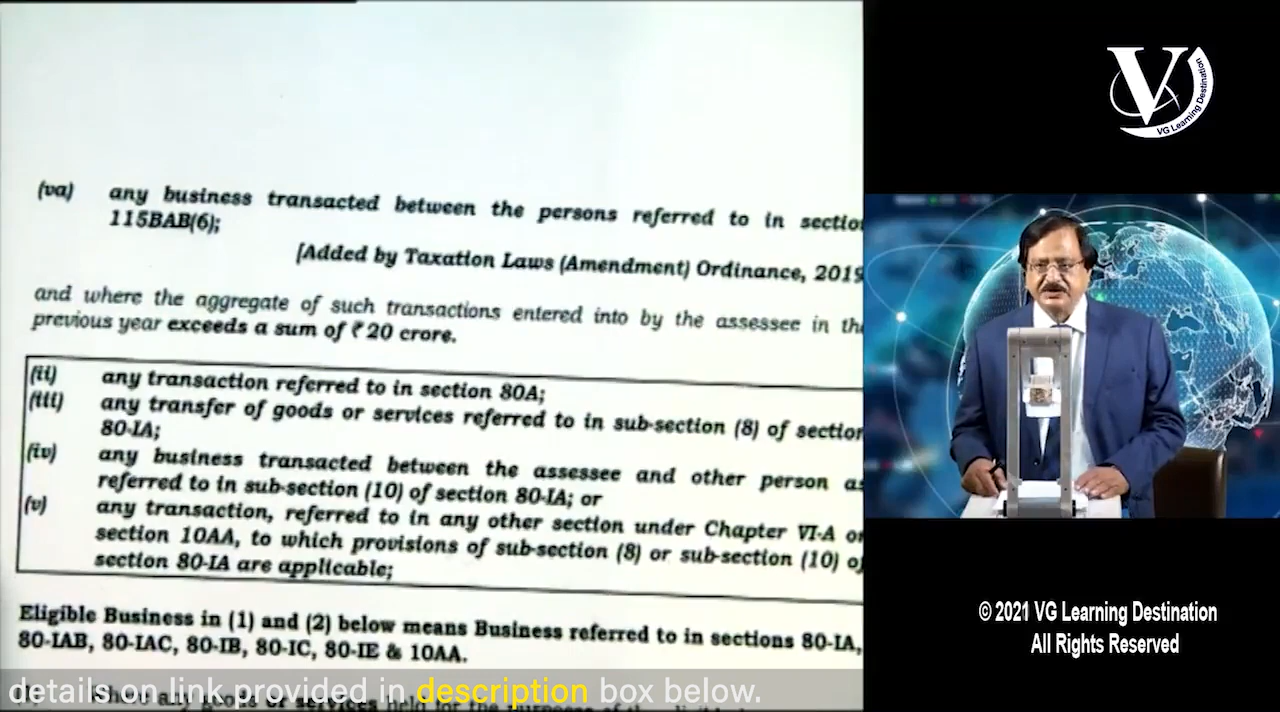 (va) any business transacted between the persons referred to in section
115BAB(6);
[Added by Taxation Laws (Amendment) Ordinance, 2019
and where the aggregate of such transactions entered into by the assessee in the
previous year exceeds a sum of ₹ 20 crore.
(ii) any transaction referred to in section 80A;
(iii) any transfer of goods or services referred to in sub-section (8) of section
80-IA;
(iv) any business transacted between the assessee and other person as
referred to in sub-section (10) of section 80-IA; or
(v) any transaction, referred to in any other section under Chapter VI-A or
section 10AA, to which provisions of sub-section (8) or sub-section (10) of
section 80-IA are applicable;
Eligible Business in (1) and (2) below means Business referred to in sections 80-IA,
80-IAB, 80-IAC, 80-IB, 80-IC, 80-IE & 10AA.
details on link provided in description box below.
V
VG Learning Destination
© 2021 VG Learning Destination
All Rights Reserved